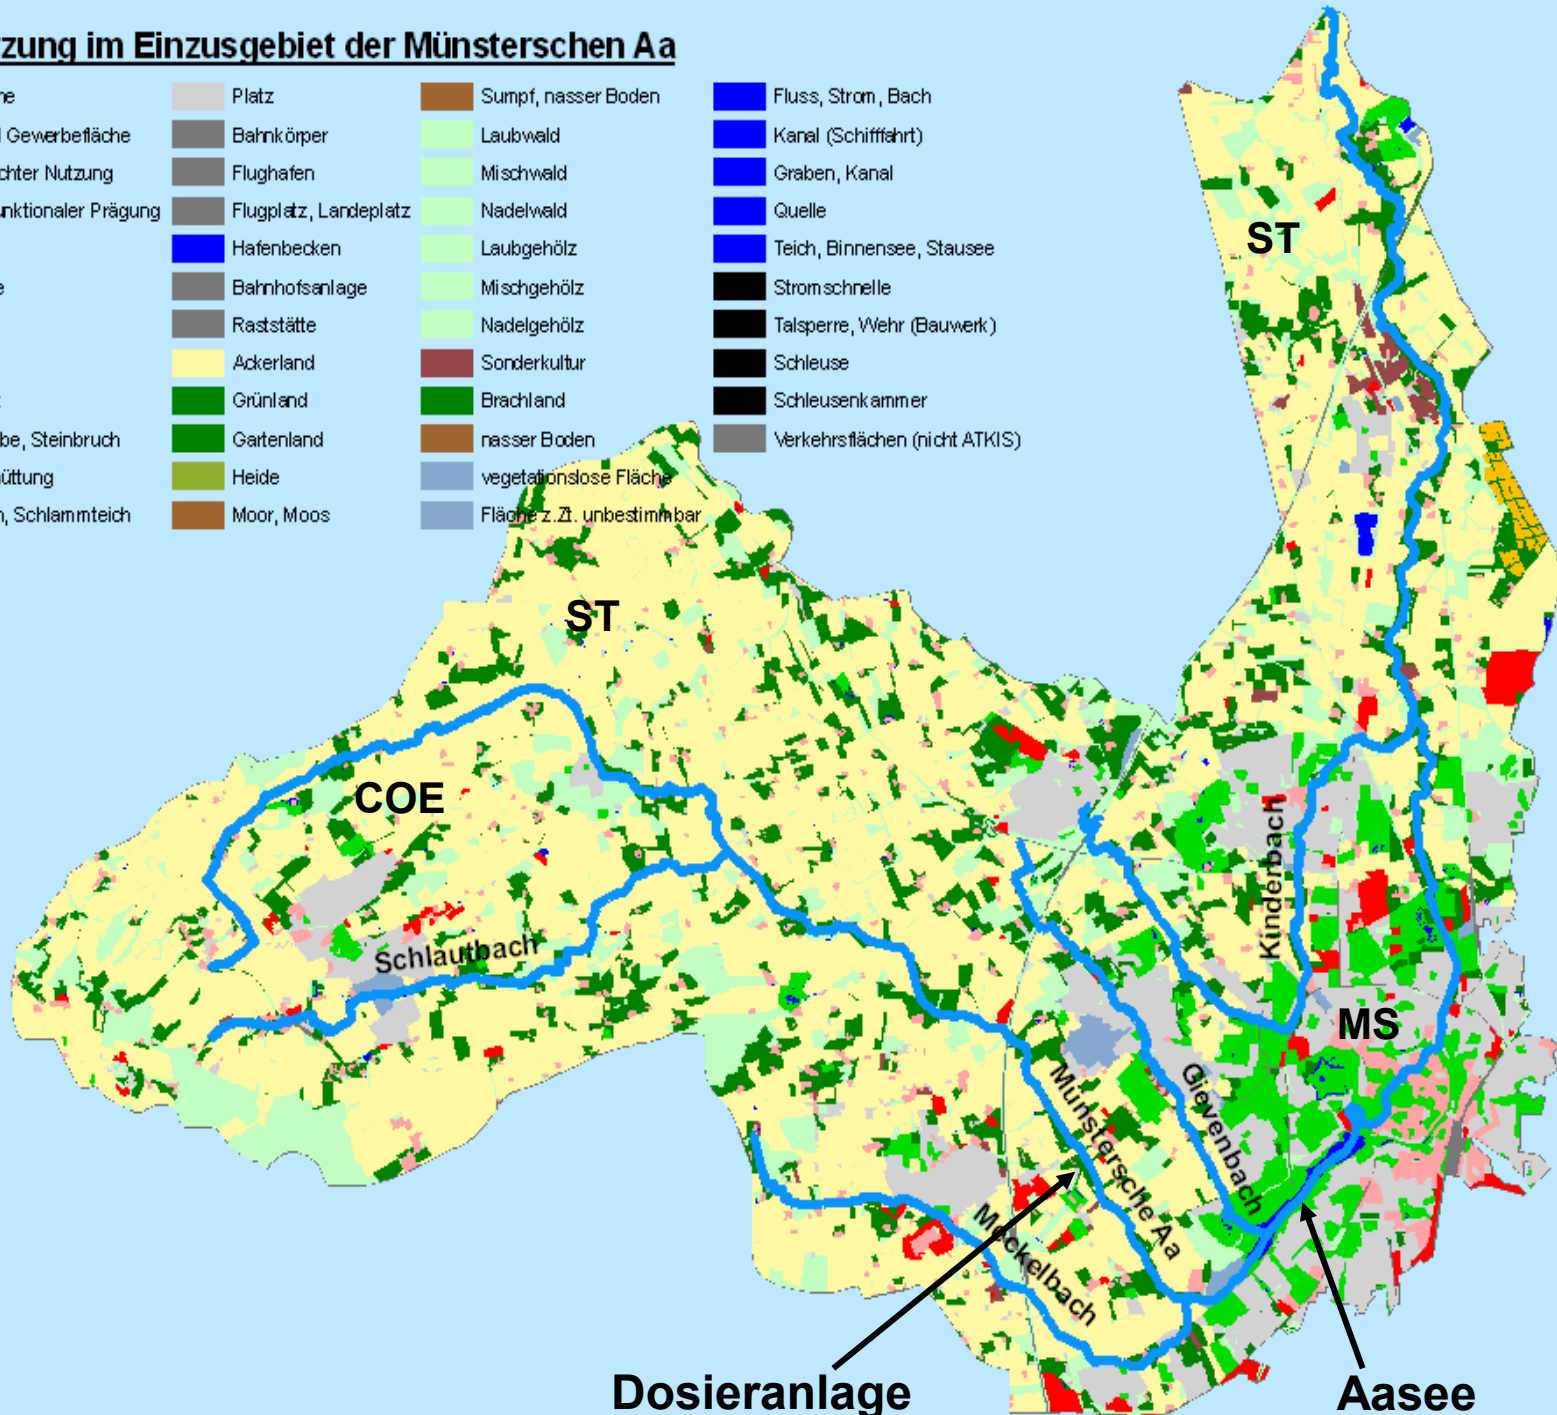 zung im Einzusgebiet der Münsterschen Aa
Gewerbefläche
chter Nutzung
nktionaler Prägung
be, Steinbruch
üttung
, Schlammteich
Platz
Bahnkörper
Flughafen
Flugplatz, Landeplatz
Hafenbecken
Bahnhofsanlage
Raststätte
Ackerland
Grünland
Gartenland
Heide
Moor, Moos
Sumpf, nasser Boden
Laubwald
Mischwald
Nadelwald
Laubgehölz
Mischgehölz
Nadelgehölz
Sonderkultur
Brachland
nasser Boden
vegetationslose Fläche
Fläche z.Zt. unbestimmbar
Fluss, Strom, Bach
Kanal (Schifffahrt)
Graben, Kanal
Quelle
Teich, Binnensee, Stausee
Stromschnelle
Talsperre, Wehr (Bauwerk)
Schleuse
Schleusenkammer
Verkehrsflächen (nicht ATKIS)
ST
ST
COE
Schlautbach
Kinderbach
MS
Gievenbach
Münstersche Aa
Meckelbach
Dosieranlage
Aasee